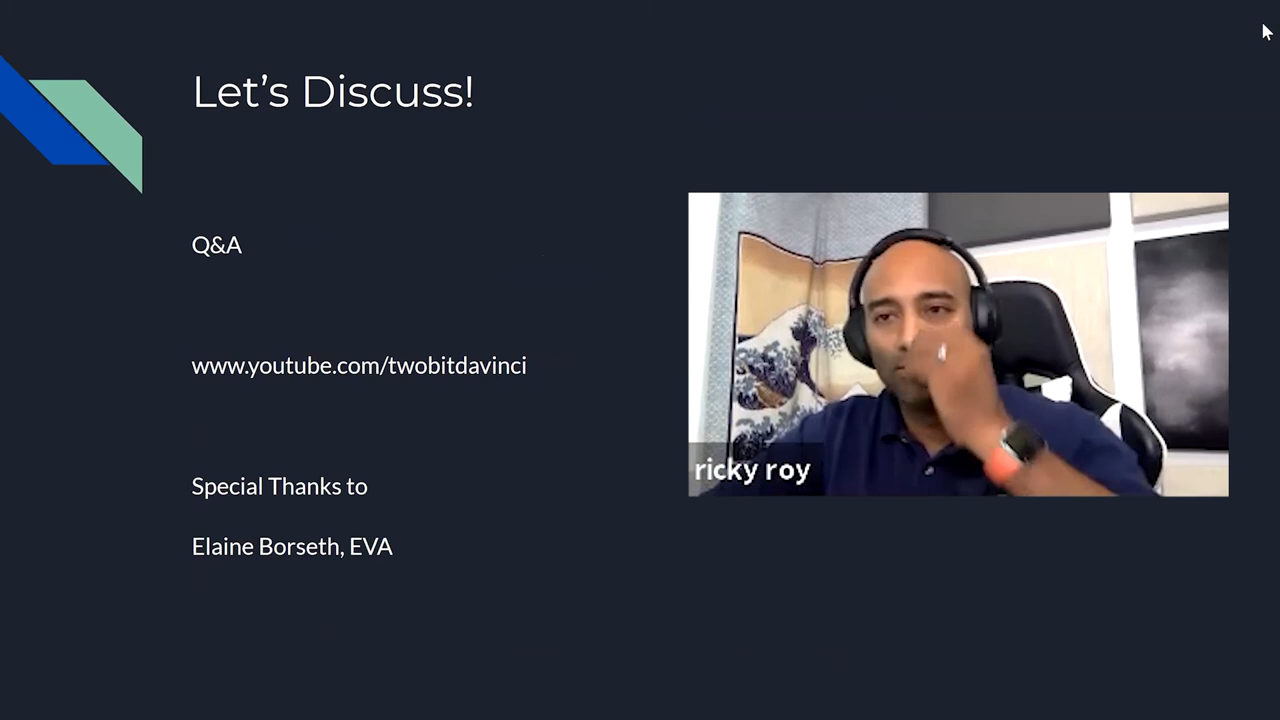 Let's Discuss!
Q&A
www.youtube.com/twobitdavinci
Special Thanks to
Elaine Borseth, EVA
ricky roy